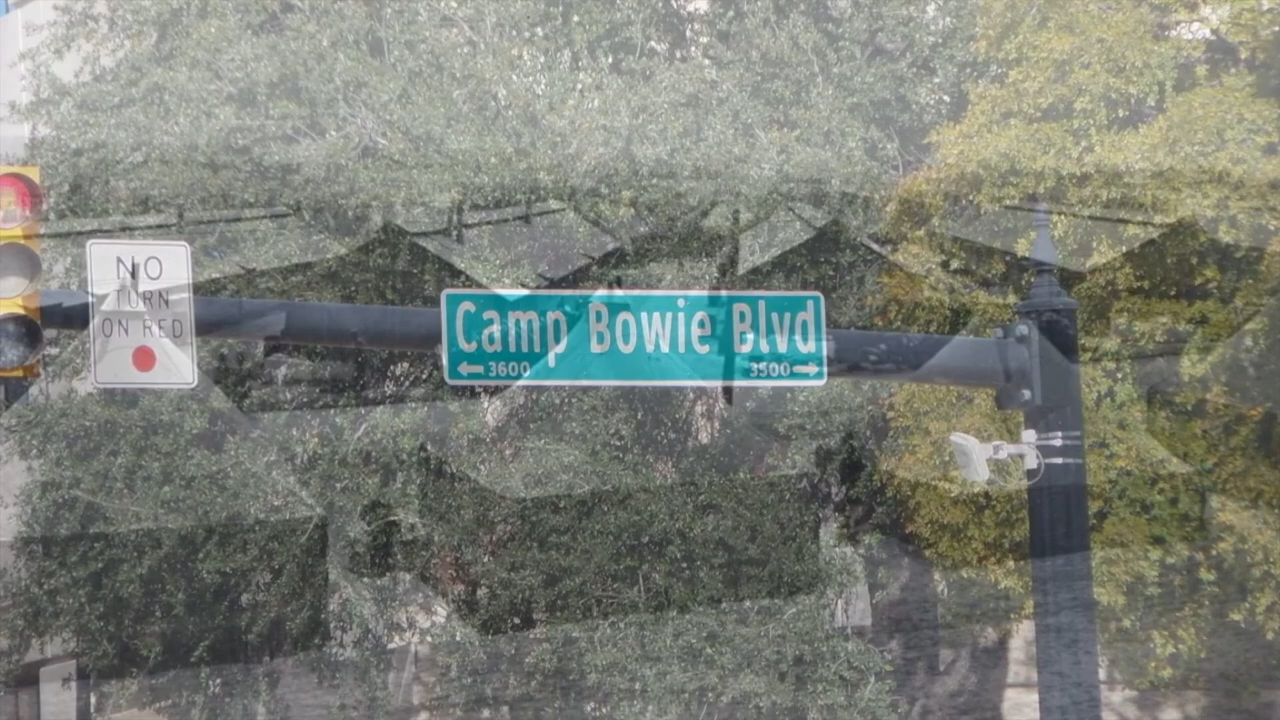 NO
TURN
ON RED
Camp Bowie Blvd
←3600 3500→